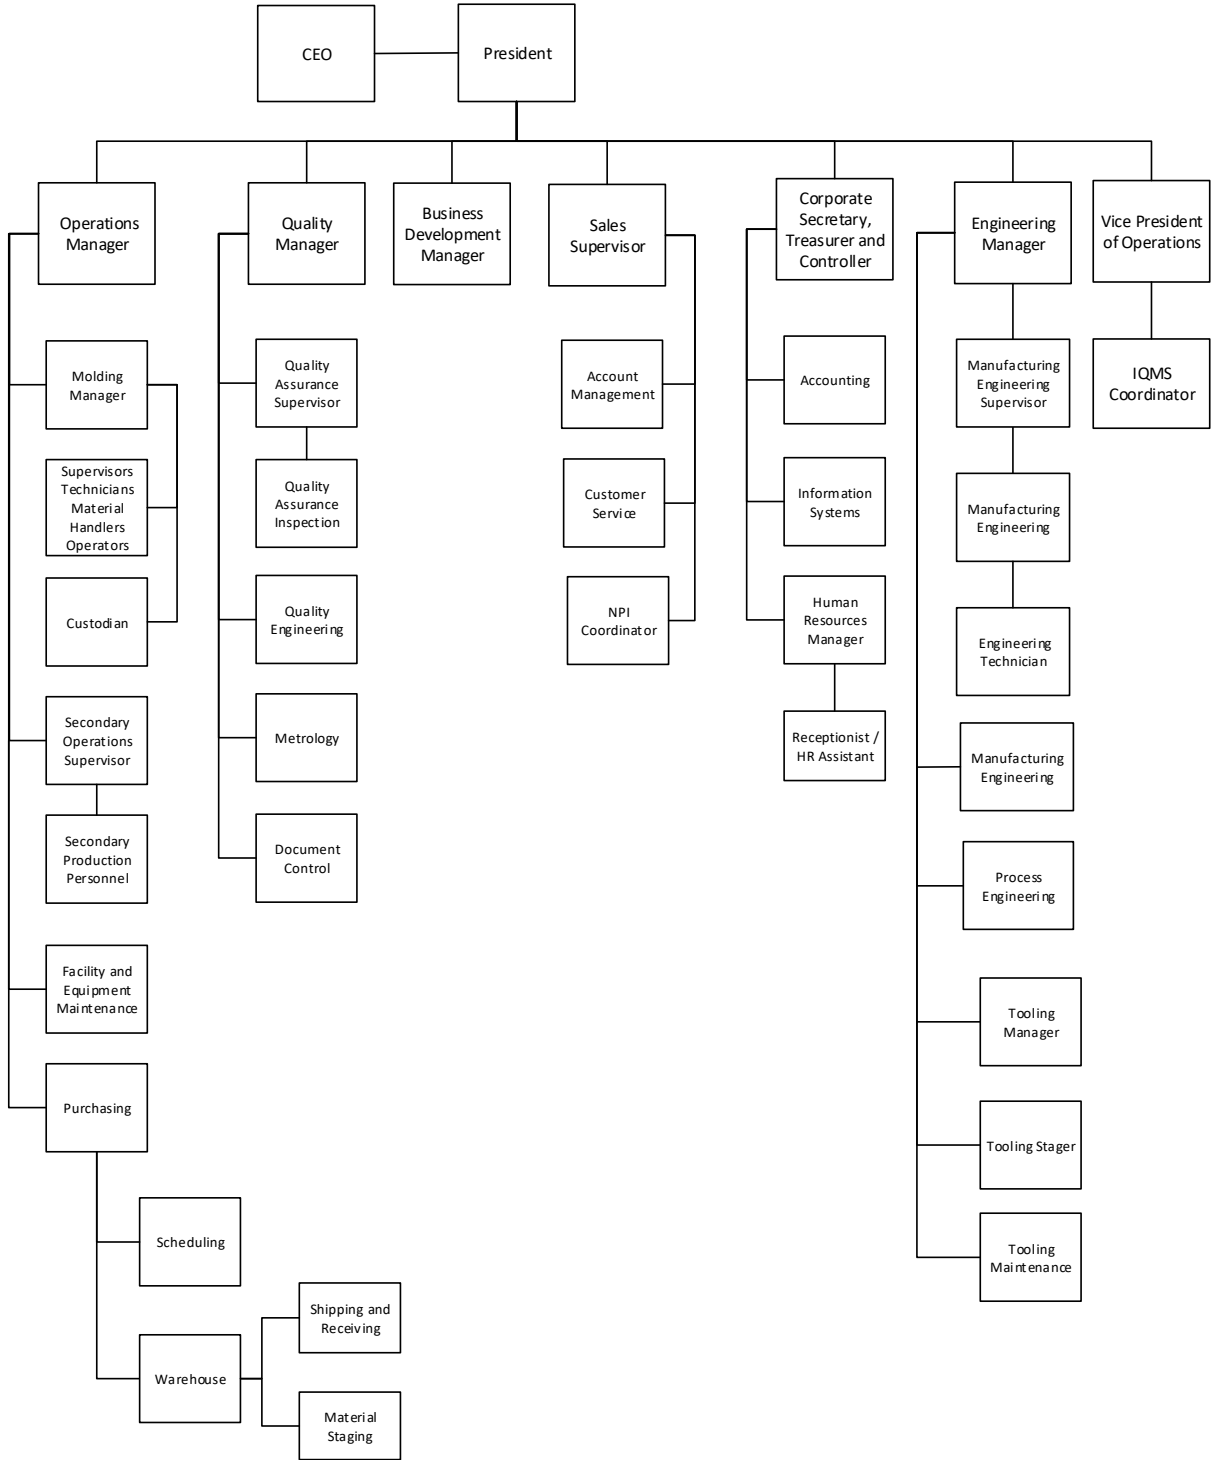 CEO
President
Operations
Manager
Quality
Manager
Business
Development
Manager
Sales
Supervisor
Corporate
Secretary,
Treasurer and
Controller
Engineering
Manager
Vice President
of Operations
Molding
Manager
Supervisors
Technicians
Material
Handlers
Operators
Custodian
Secondary
Operations
Supervisor
Secondary
Production
Personnel
Facility and
Equipment
Maintenance
Purchasing
Scheduling
Warehouse
Shipping and
Receiving
Material
Staging
Quality
Assurance
Supervisor
Quality
Assurance
Inspection
Quality
Engineering
Metrology
Document
Control
Account
Management
Customer
Service
NPI
Coordinator
Accounting
Information
Systems
Human
Resources
Manager
Receptionist /
HR Assistant
Manufacturing
Engineering
Supervisor
Manufacturing
Engineering
Engineering
Technician
Manufacturing
Engineering
Process
Engineering
Tooling
Manager
Tooling Stager
Tooling
Maintenance
IQMS
Coordinator